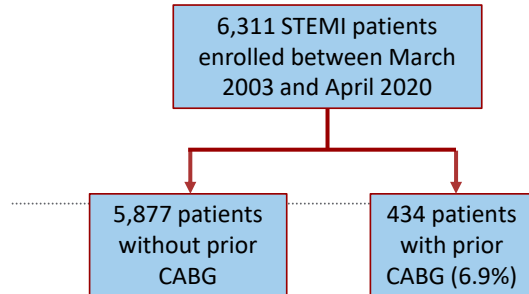 6,311 STEMI patients
enrolled between March
2003 and April 2020
5,877 patients
without prior
CABG
434 patients
with prior
CABG (6.9%)